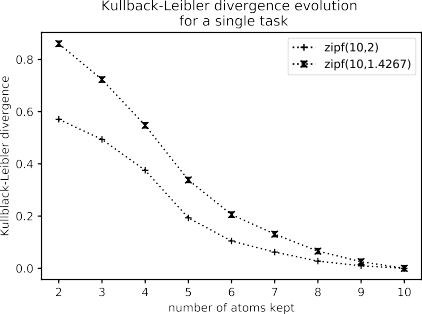 Kullback-Leibler divergence evolution
for a single task
Kullblack-Leibler divergence
0.8
0.6
0.4
0.2
0.0
zipf(10,2)
zipf(10,1.4267)
2 3 4 5 6 7 8 9 10
number of atoms kept